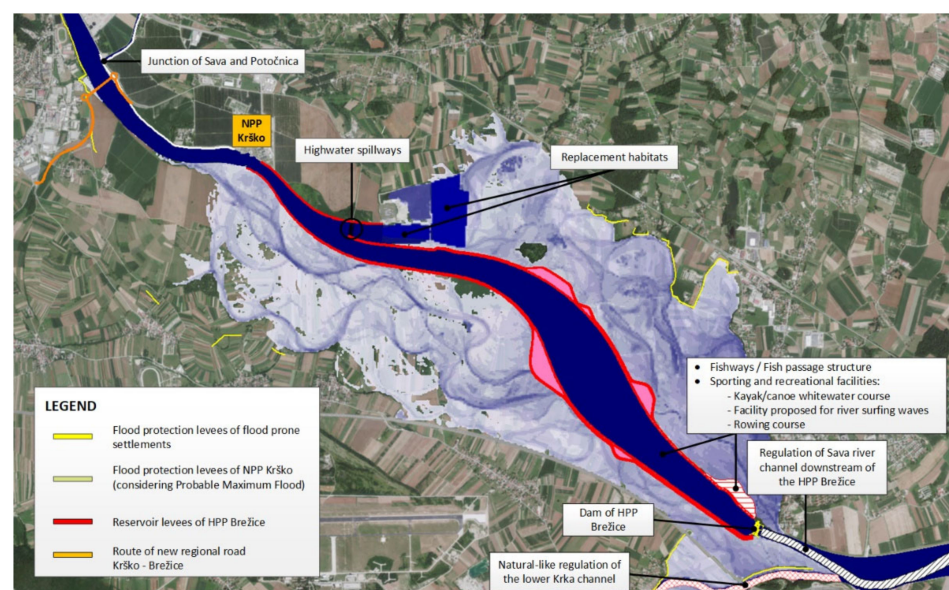 Junction of Sava and Potočnica
NPP
Krško
Highwater spillways
Replacement habitats
• Fishways / Fish passage structure
• Sporting and recreational facilities:
- Kayak/canoe whitewater course
- Facility proposed for river surfing waves
- Rowing course
Regulation of Sava river
channel downstream of
the HPP Brežice
Dam of HPP
Brežice
Natural-like regulation of
the lower Krka channel
LEGEND
Flood protection levees of flood prone
settlements
Flood protection levees of NPP Krško
(considering Probable Maximum Flood)
Reservoir levees of HPP Brežice
Route of new regional road
Krško - Brežice